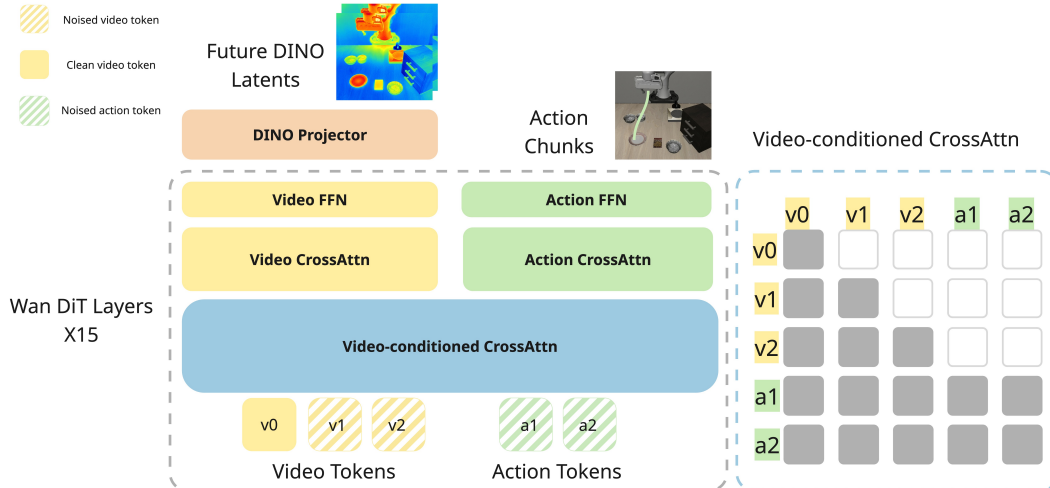 Noised video token
Clean video token
Noised action token
Future DINO
Latents
Action
Chunks
DINO Projector
Video FFN
Action FFN
Video CrossAttn
Action CrossAttn
Wan DiT Layers
X15
Video-conditioned CrossAttn
v0
v1
v2
a1
a2
Video Tokens
Action Tokens
Video-conditioned CrossAttn
v0 v1 v2 a1 a2
v0
v1
v2
a1
a2